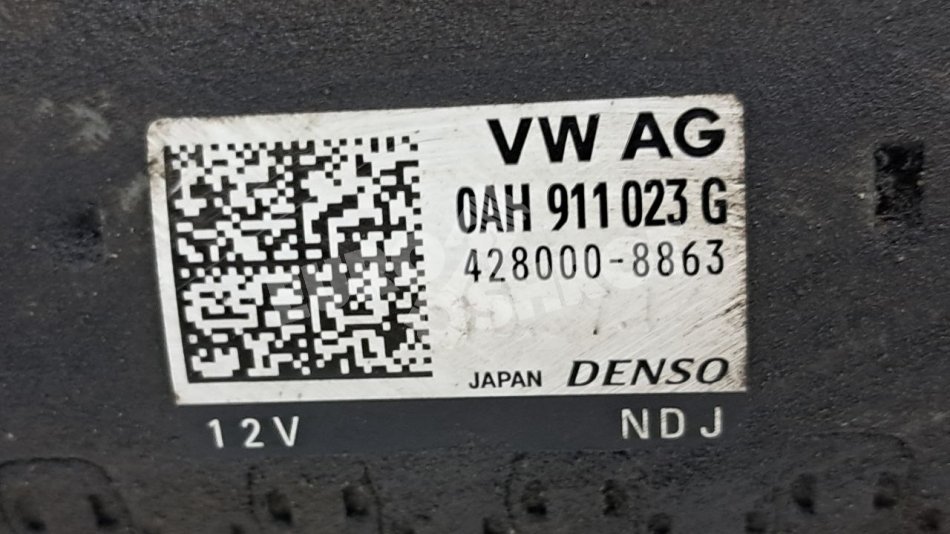 VW AG
0AH 911 023 G
428000-8863
JAPAN DENSO
12V NDJ